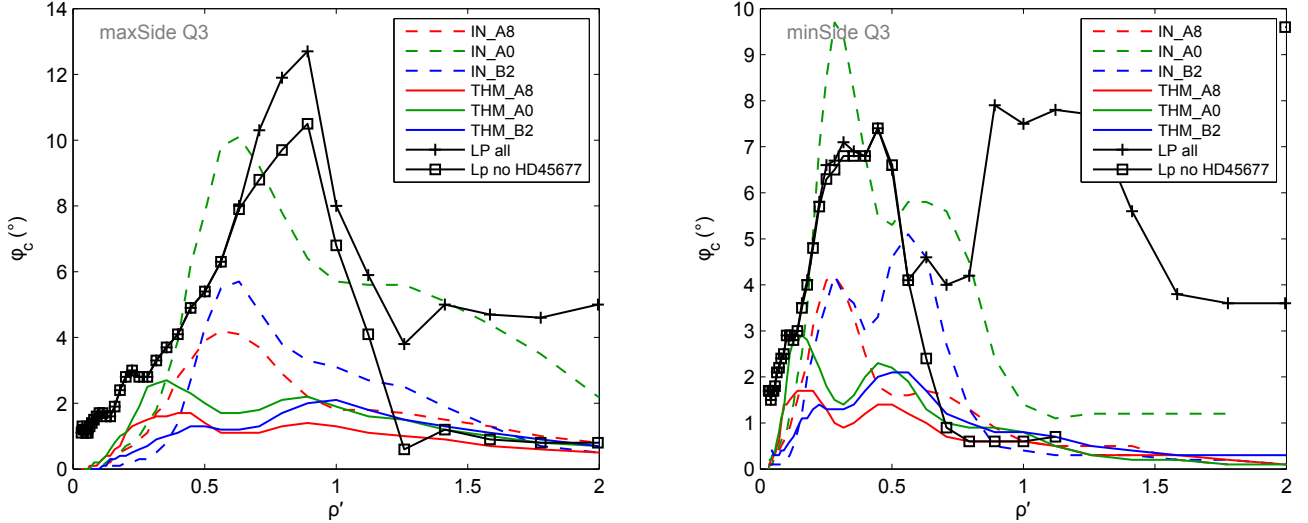 maxSide Q3
φc (°)
14
12
10
8
6
4
2
0
0
0.5
1
1.5
2
ρ′
IN_A8
IN_A0
IN_B2
THM_A8
THM_A0
THM_B2
LP all
Lp no HD45677
minSide Q3
φc (°)
10
9
8
7
6
5
4
3
2
1
0
0
0.5
1
1.5
2
ρ′
IN_A8
IN_A0
IN_B2
THM_A8
THM_A0
THM_B2
LP all
Lp no HD45677